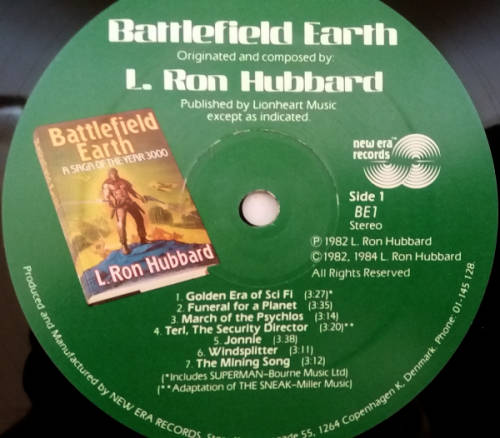 Battlefield Earth
Originated and composed by:
L. Ron Hubbard
Published by Lionheart Music
except as indicated.
Battlefield
Earth
A SAGA OF THE YEAR 3000
L. Ron Hubbard
new era™
records
Side 1
BE1
Stereo
℗ 1982 L. Ron Hubbard
© 1982, 1984 L. Ron Hubbard
All Rights Reserved
1. Golden Era of Sci Fi (3:27)*
2. Funeral for a Planet (3:35)
3. March of the Psychlos (3:14)
4. Terl, The Security Director (3:20)**
5. Jonnie (3.38)
6. Windsplitter (3:11)
7. The Mining Song (3:12)
(*Includes SUPERMAN–Bourne Music Ltd)
(**Adaptation of THE SNEAK–Miller Music)
Produced and Manufactured by NEW ERA RECORDS, 55, 1264 Copenhagen K, Denmark. Phone: 01-145 128.